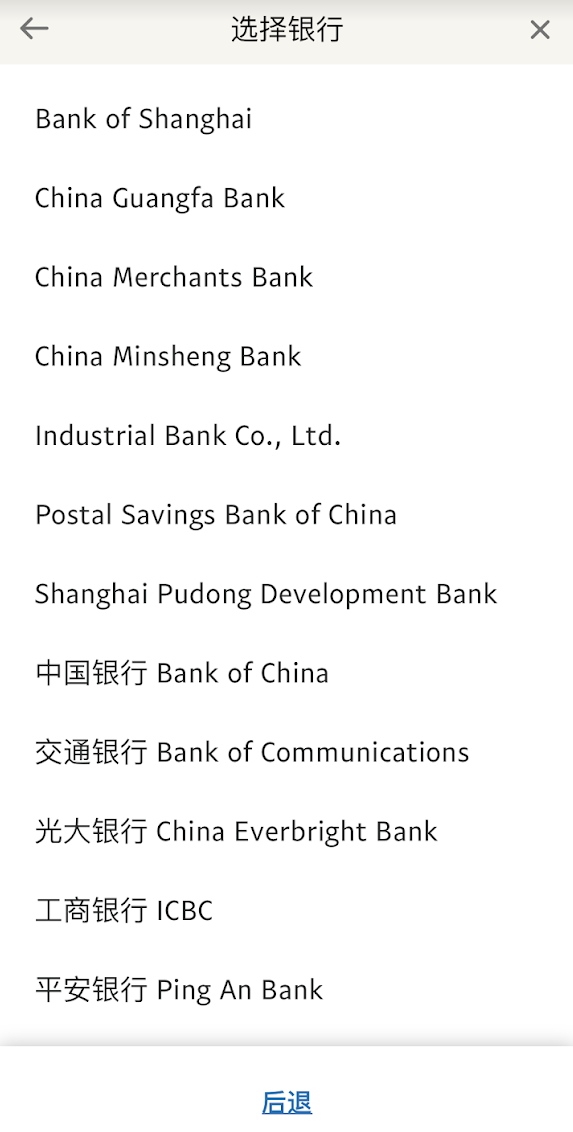 选择银行
Bank of Shanghai
China Guangfa Bank
China Merchants Bank
China Minsheng Bank
Industrial Bank Co., Ltd.
Postal Savings Bank of China
Shanghai Pudong Development Bank
中国银行 Bank of China
交通银行 Bank of Communications
光大银行 China Everbright Bank
工商银行 ICBC
平安银行 Ping An Bank
后退